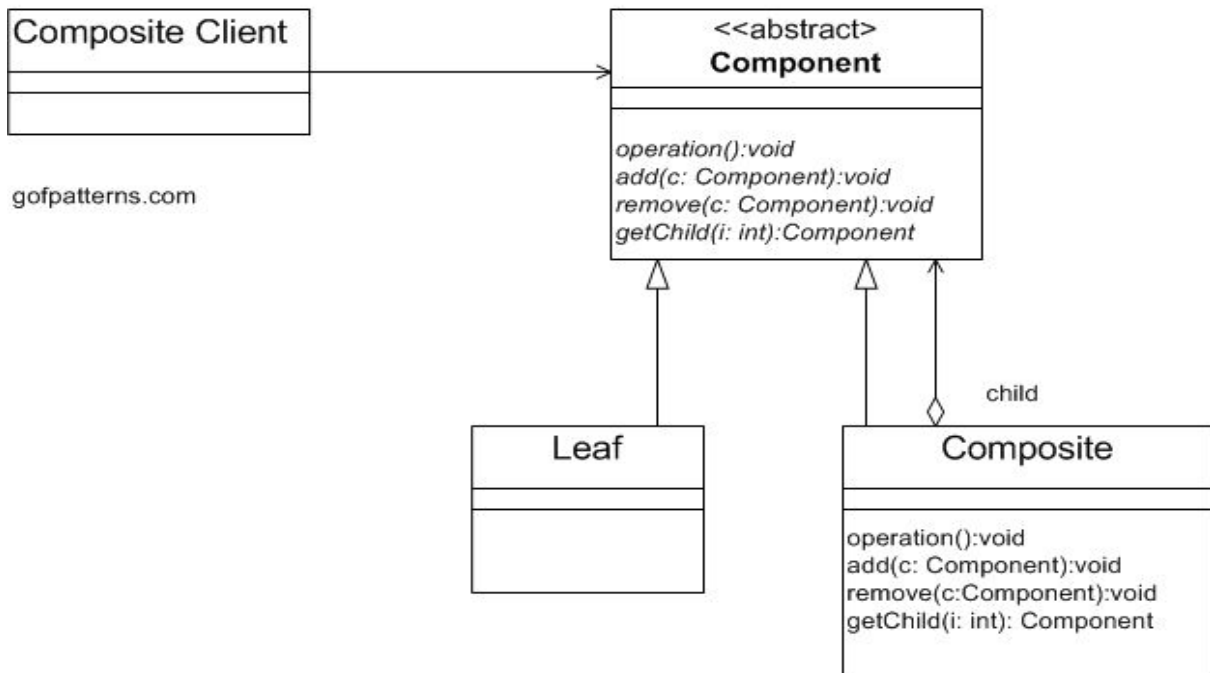 Composite Client
gofpatterns.com
<<abstract>
Component
operation():void
add(c: Component):void
remove(c: Component):void
getChild(i: int):Component
child
Leaf
Composite
operation():void
add(c: Component):void
remove(c:Component):void
getChild(i: int): Component